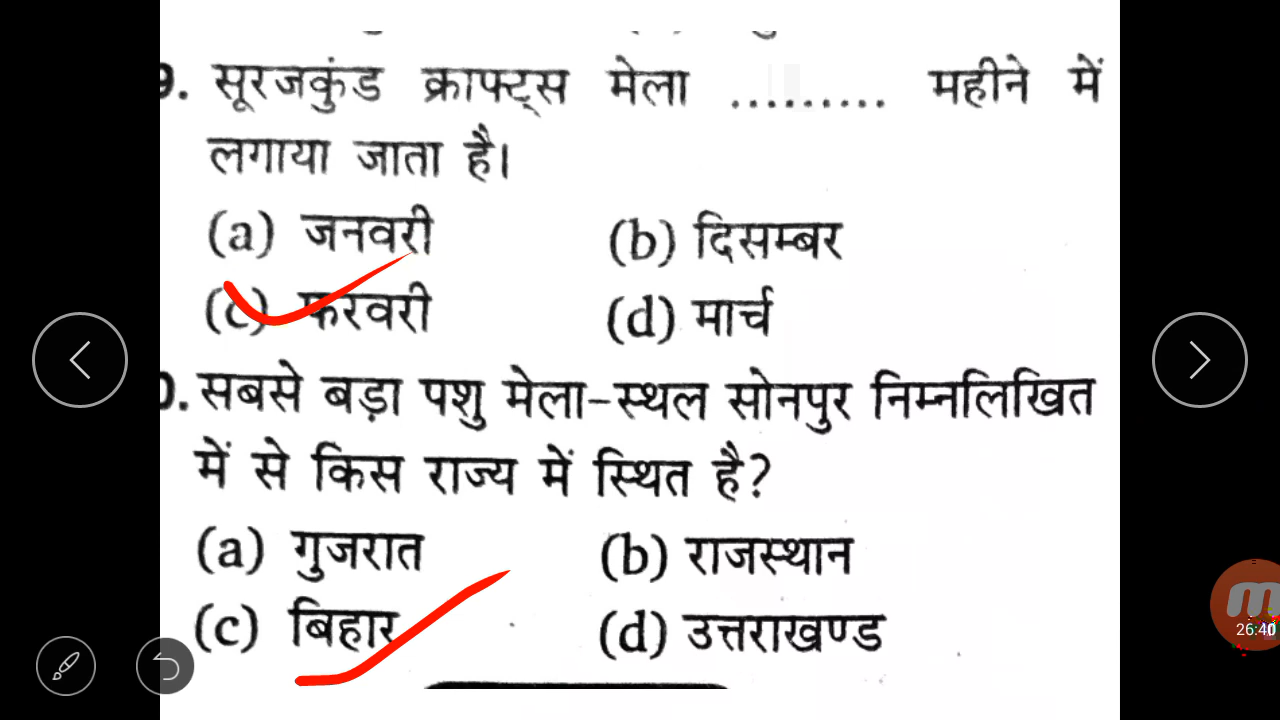 9. सूरजकुंड क्राफ्ट्स मेला ......... महीने में
लगाया जाता है।
(a) जनवरी (b) दिसम्बर
(c) फरवरी (d) मार्च
0. सबसे बड़ा पशु मेला-स्थल सोनपुर निम्नलिखित
में से किस राज्य में स्थित है?
(a) गुजरात (b) राजस्थान
(c) बिहार (d) उत्तराखण्ड
26:40